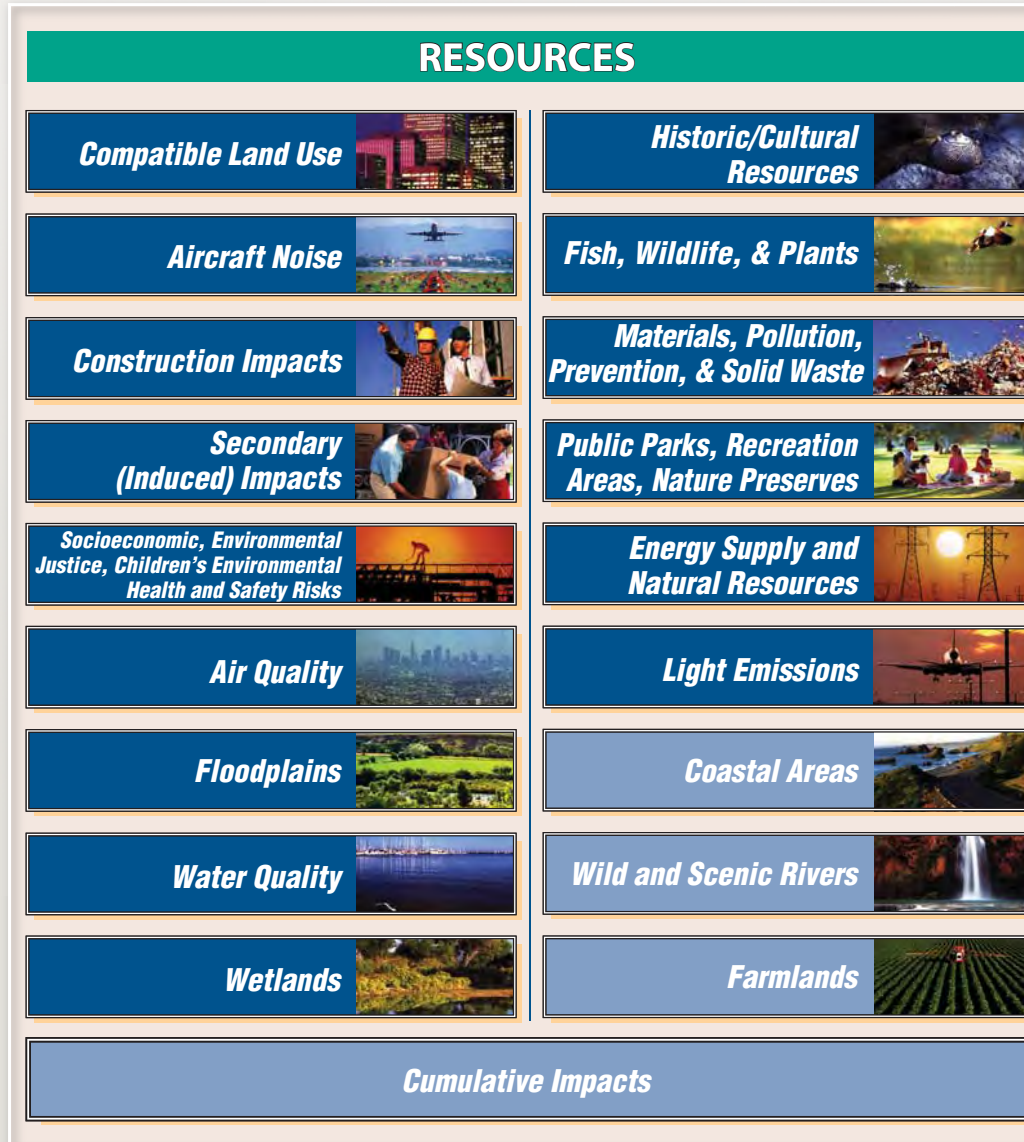 RESOURCES
Compatible Land Use
Aircraft Noise
Construction Impacts
Secondary
(Induced) Impacts
Socioeconomic, Environmental
Justice, Children's Environmental
Health and Safety Risks
Air Quality
Floodplains
Water Quality
Wetlands
Historic/Cultural
Resources
Fish, Wildlife, & Plants
Materials, Pollution,
Prevention, & Solid Waste
Public Parks, Recreation
Areas, Nature Preserves
Energy Supply and
Natural Resources
Light Emissions
Coastal Areas
Wild and Scenic Rivers
Farmlands
Cumulative Impacts